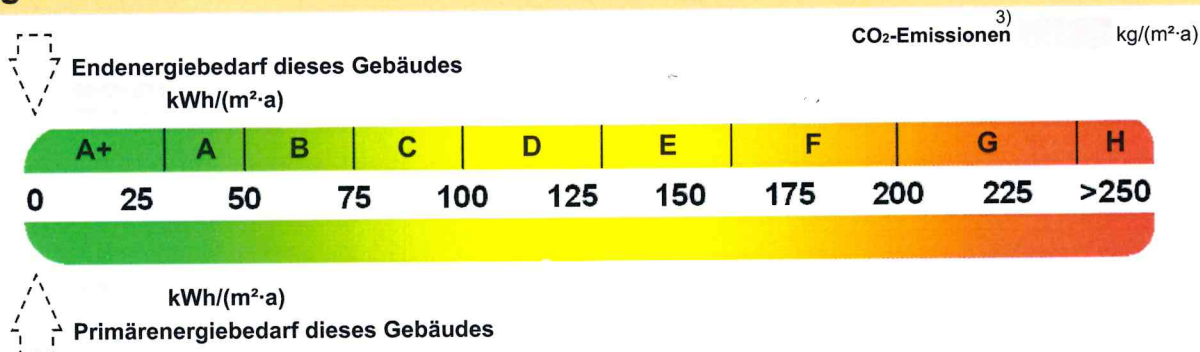 3)
CO₂-Emissionen kg/(m²·a)
Endenergiebedarf dieses Gebäudes
kWh/(m²·a)
A+ A B C D E F G H
0 25 50 75 100 125 150 175 200 225 >250
kWh/(m²·a)
Primärenergiebedarf dieses Gebäudes